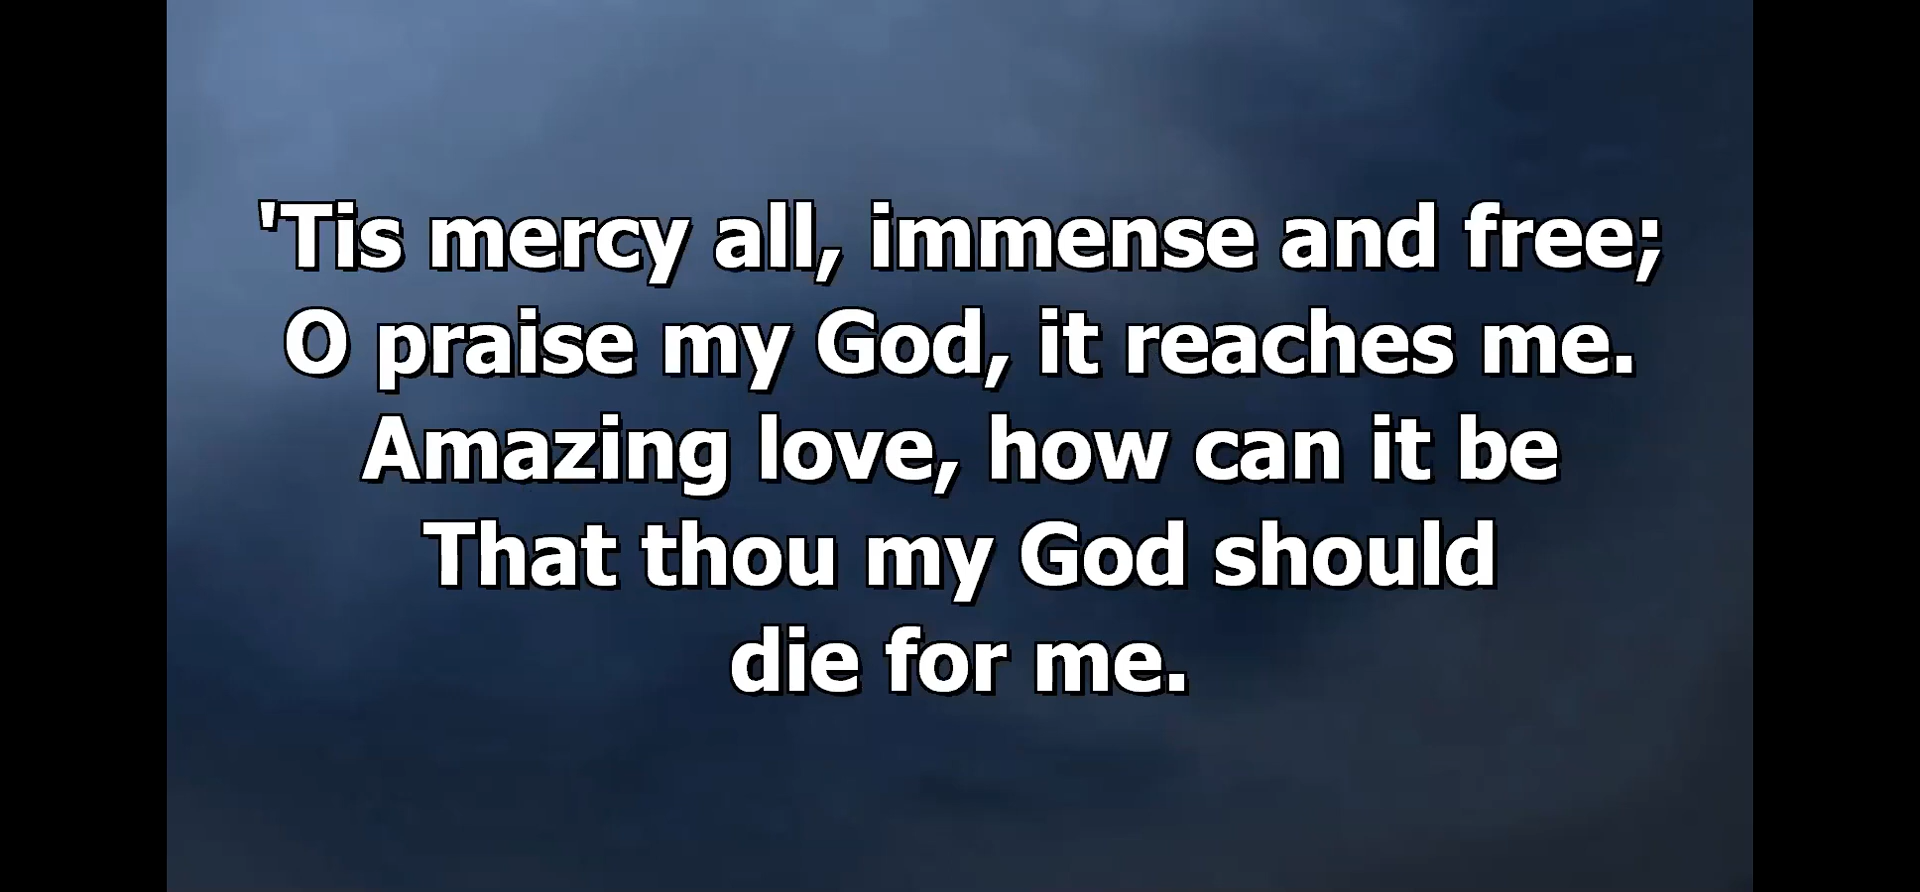 'Tis mercy all, immense and free;
O praise my God, it reaches me.
Amazing love, how can it be
That thou my God should
die for me.